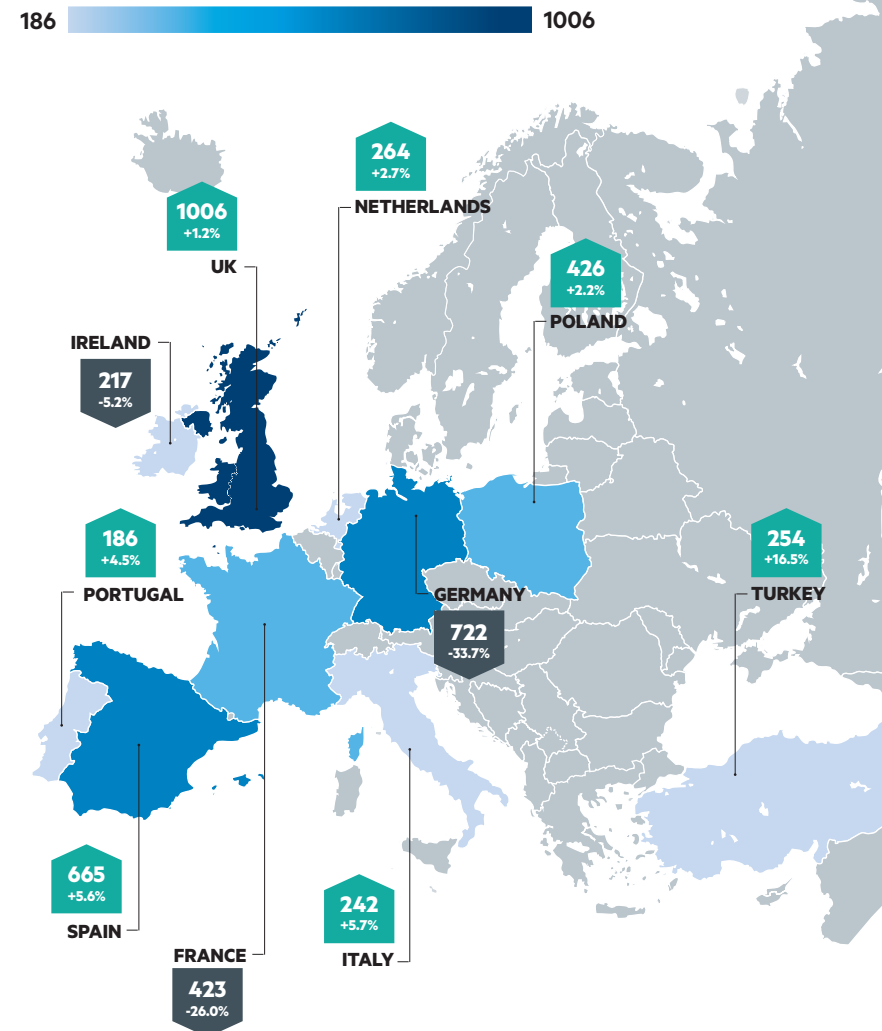 186
1006
264
+2.7%
NETHERLANDS
1006
+1.2%
UK
426
+2.2%
POLAND
IRELAND
217
-5.2%
186
+4.5%
PORTUGAL
254
+16.5%
TURKEY
GERMANY
722
-33.7%
665
+5.6%
SPAIN
242
+5.7%
ITALY
FRANCE
423
-26.0%